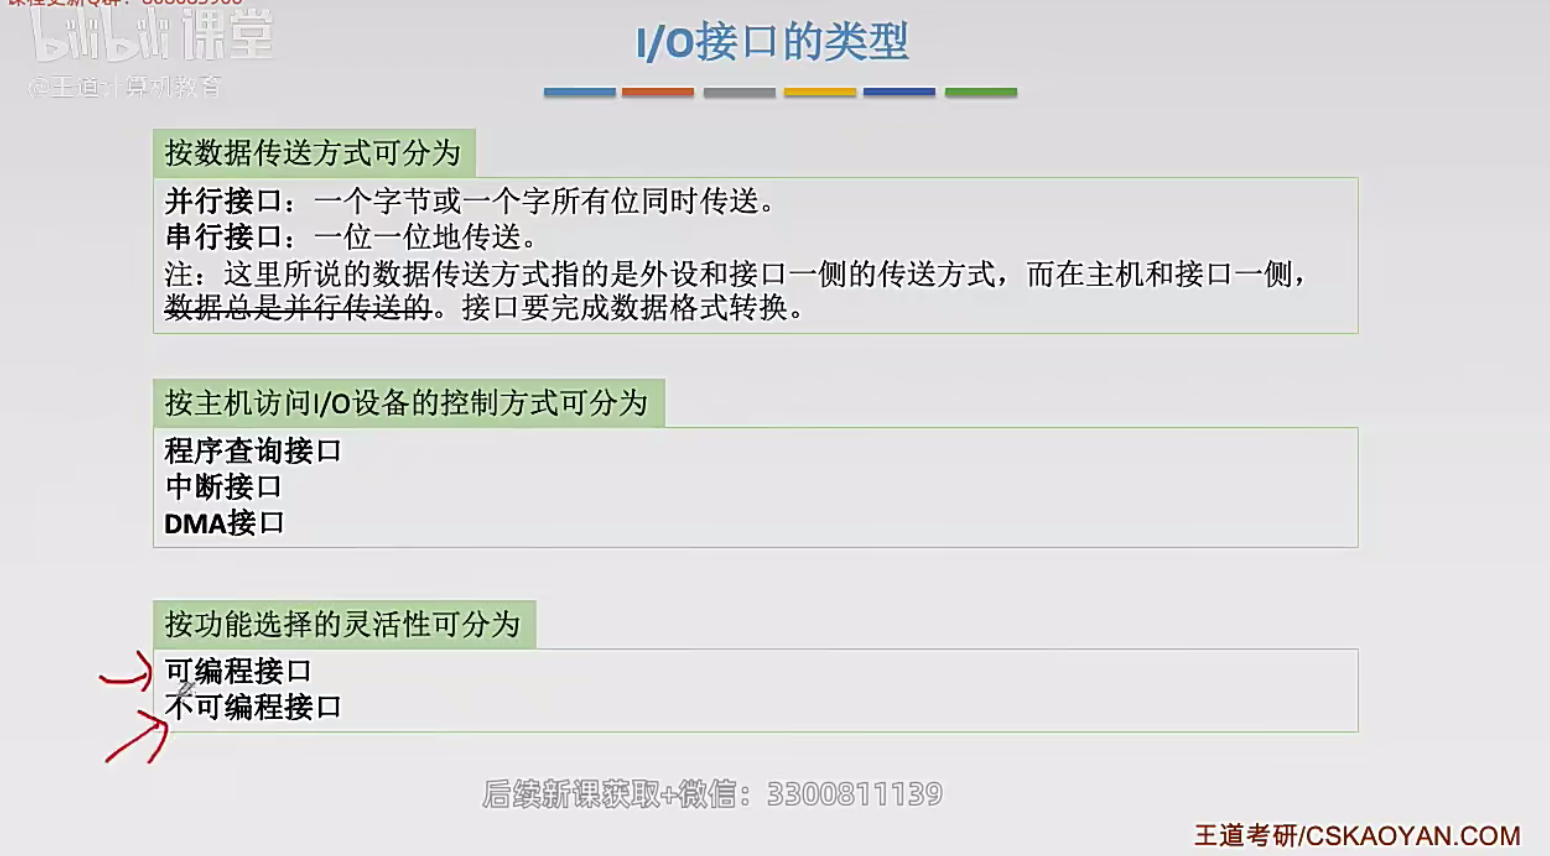 I/O接口的类型
bilibili课堂
@王道计算机教育
按数据传送方式可分为
并行接口：一个字节或一个字所有位同时传送。
串行接口：一位一位地传送。
注：这里所说的数据传送方式指的是外设和接口一侧的传送方式，而在主机和接口一侧，
数据总是并行传送的。接口要完成数据格式转换。
按主机访问I/O设备的控制方式可分为
程序查询接口
中断接口
DMA接口
按功能选择的灵活性可分为
可编程接口
不可编程接口
后续新课获取+微信：3300811139
王道考研/CSKAOYAN.COM